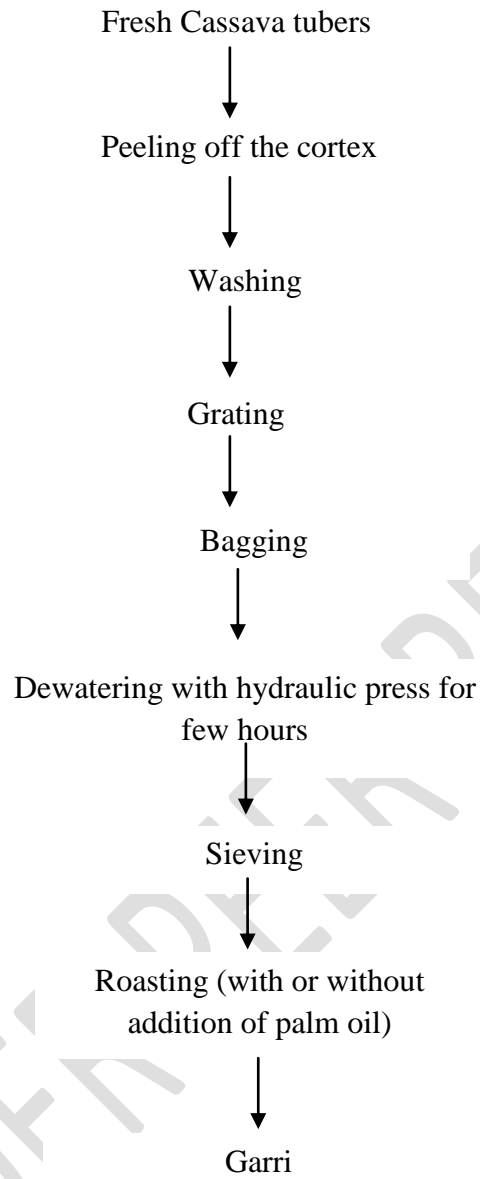 Fresh Cassava tubers
Peeling off the cortex
Washing
Grating
Bagging
Dewatering with hydraulic press for
few hours
Sieving
Roasting (with or without
addition of palm oil)
Garri